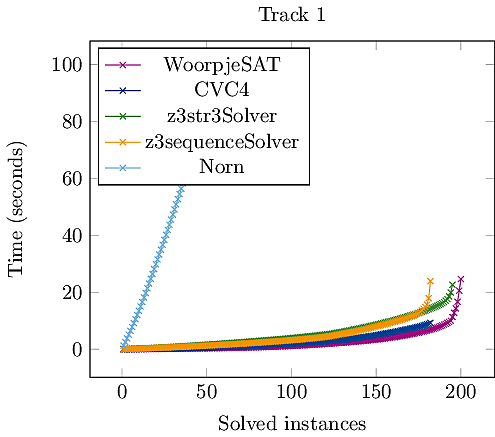 Track 1
WoorpjeSAT
CVC4
z3str3Solver
z3sequenceSolver
Norn
100
80
60
40
20
0
Time (seconds)
0 50 100 150 200
Solved instances